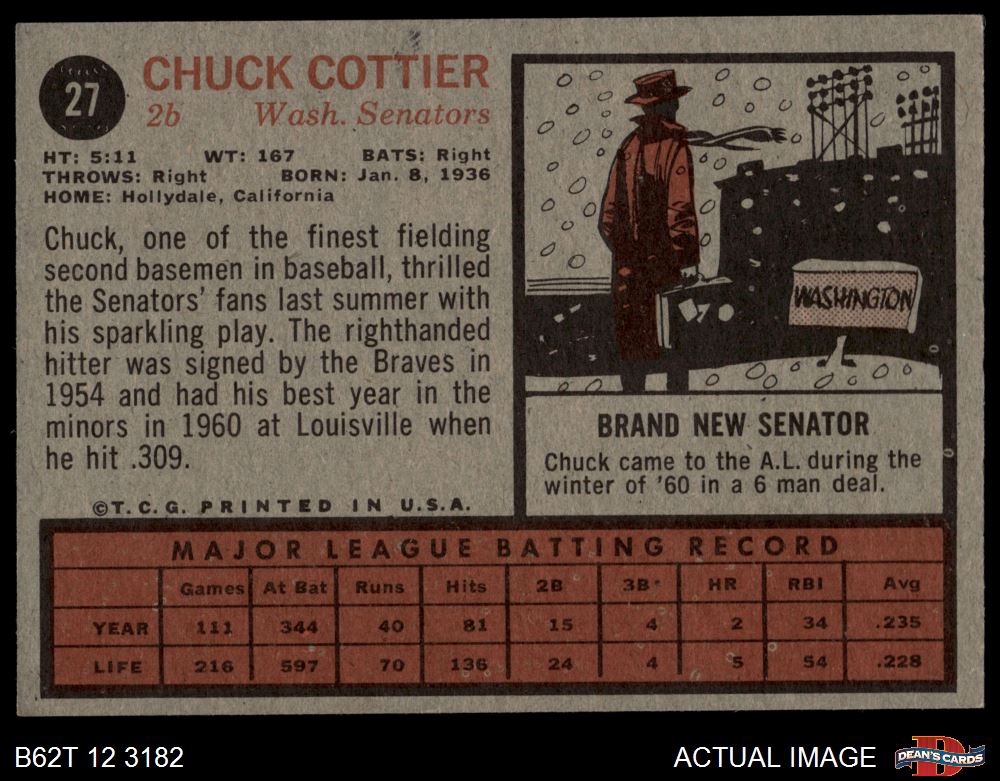 27
CHUCK COTTIER
2b Wash. Senators
HT: 5:11 WT: 167 BATS: Right
THROWS: Right BORN: Jan. 8, 1936
HOME: Hollydale, California
Chuck, one of the finest fielding
second basemen in baseball, thrilled
the Senators' fans last summer with
his sparkling play. The righthanded
hitter was signed by the Braves in
1954 and had his best year in the
minors in 1960 at Louisville when
he hit .309.
©T.C.G. PRINTED IN U.S.A.
WASHINGTON
BRAND NEW SENATOR
Chuck came to the A.L. during the
winter of '60 in a 6 man deal.
MAJOR LEAGUE BATTING RECORD
Games At Bat Runs Hits 2B 3B HR RBI Avg
YEAR 111 344 40 81 15 4 2 34 .235
LIFE 216 597 70 136 24 4 5 54 .228
B62T 12 3182
ACTUAL IMAGE
D
DEAN'S CARDS